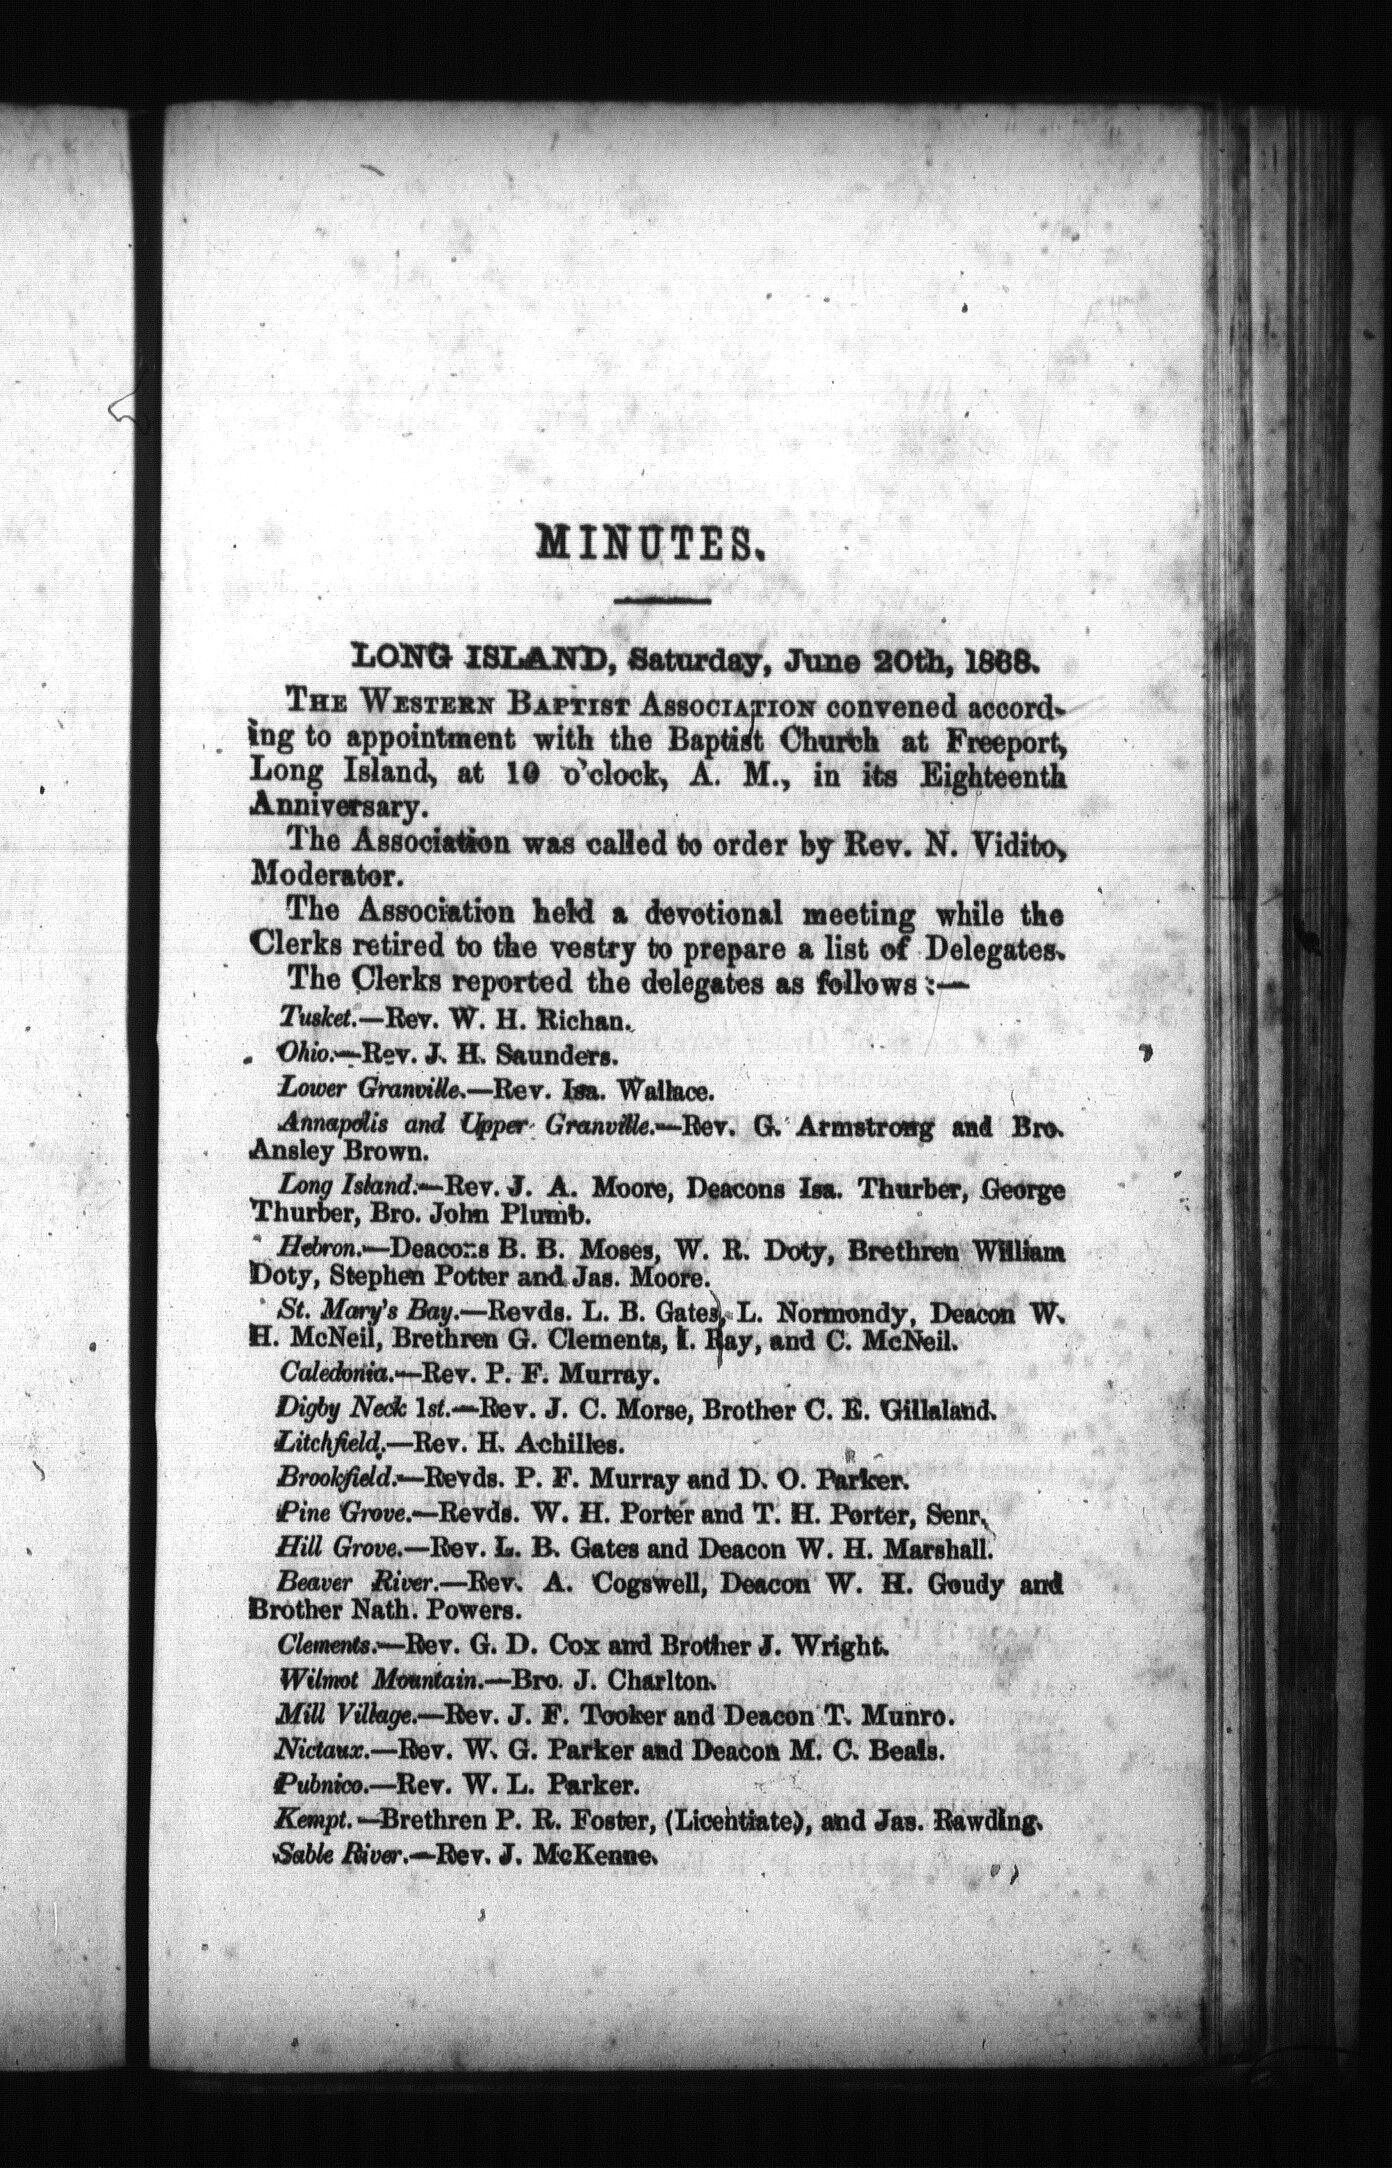 MINUTES.
LONG ISLAND, Saturday, June 20th, 1868.
THE WESTERN BAPTIST ASSOCIATION convened accord-
ing to appointment with the Baptist Church at Freeport,
Long Island, at 10 o'clock, A. M., in its Eighteenth
Anniversary.
The Association was called to order by Rev. N. Vidito,
Moderator.
The Association held a devotional meeting while the
Clerks retired to the vestry to prepare a list of Delegates.
The Clerks reported the delegates as follows:—
Tusket.—Rev. W. H. Richan.
Ohio.—Rev. J. H. Saunders.
Lower Granville.—Rev. Isa. Wallace.
Annapolis and Upper Granville.—Rev. G. Armstrong and Bro.
Ansley Brown.
Long Island.—Rev. J. A. Moore, Deacons Isa. Thurber, George
Thurber, Bro. John Plumb.
Hebron.—Deacons B. B. Moses, W. R. Doty, Brethren William
Doty, Stephen Potter and Jas. Moore.
St. Mary's Bay.—Revds. L. B. Gates, L. Normondy, Deacon W.
H. McNeil, Brethren G. Clements, I. Ray, and C. McNeil.
Caledonia.—Rev. P. F. Murray.
Digby Neck 1st.—Rev. J. C. Morse, Brother C. E. Gillaland.
Litchfield.—Rev. H. Achilles.
Brookfield.—Revds. P. F. Murray and D. O. Parker.
Pine Grove.—Revds. W. H. Porter and T. H. Porter, Senr.
Hill Grove.—Rev. L. B. Gates and Deacon W. H. Marshall.
Beaver River.—Rev. A. Cogswell, Deacon W. H. Goudy and
Brother Nath. Powers.
Clements.—Rev. G. D. Cox and Brother J. Wright.
Wilmot Mountain.—Bro. J. Charlton.
Mill Village.—Rev. J. F. Tooker and Deacon T. Munro.
Nictaux.—Rev. W. G. Parker and Deacon M. C. Beals.
Pubnico.—Rev. W. L. Parker.
Kempt.—Brethren P. R. Foster, (Licentiate), and Jas. Rawding.
Sable River.—Rev. J. McKenne.